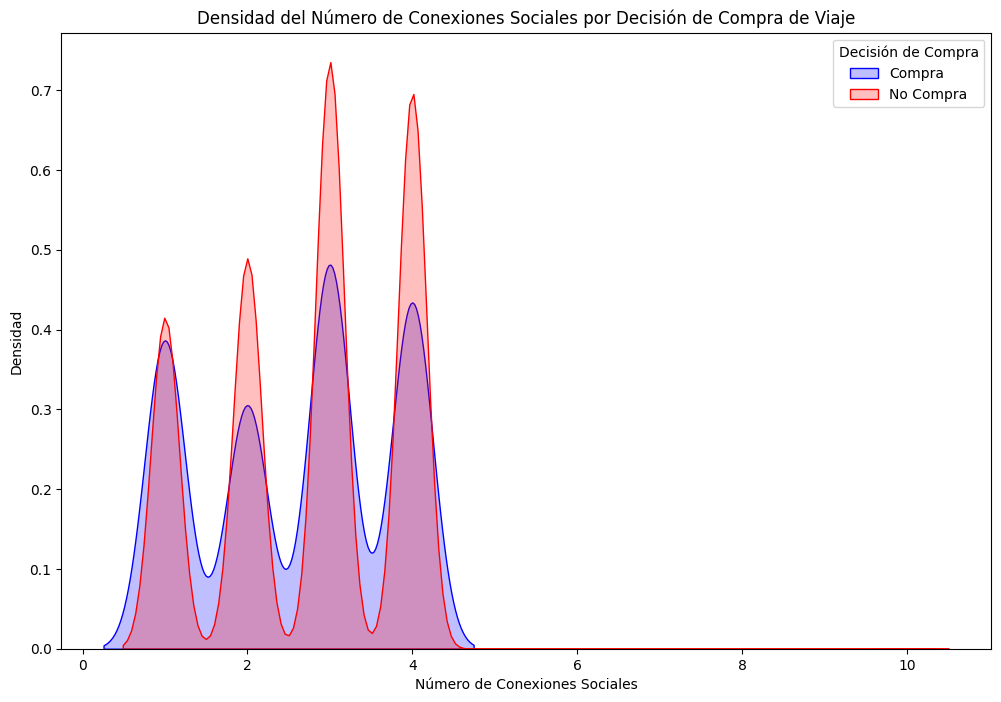 Densidad del Número de Conexiones Sociales por Decisión de Compra de Viaje
Decisión de Compra
Compra
No Compra
Densidad
0.7
0.6
0.5
0.4
0.3
0.2
0.1
0.0
0 2 4 6 8 10
Número de Conexiones Sociales